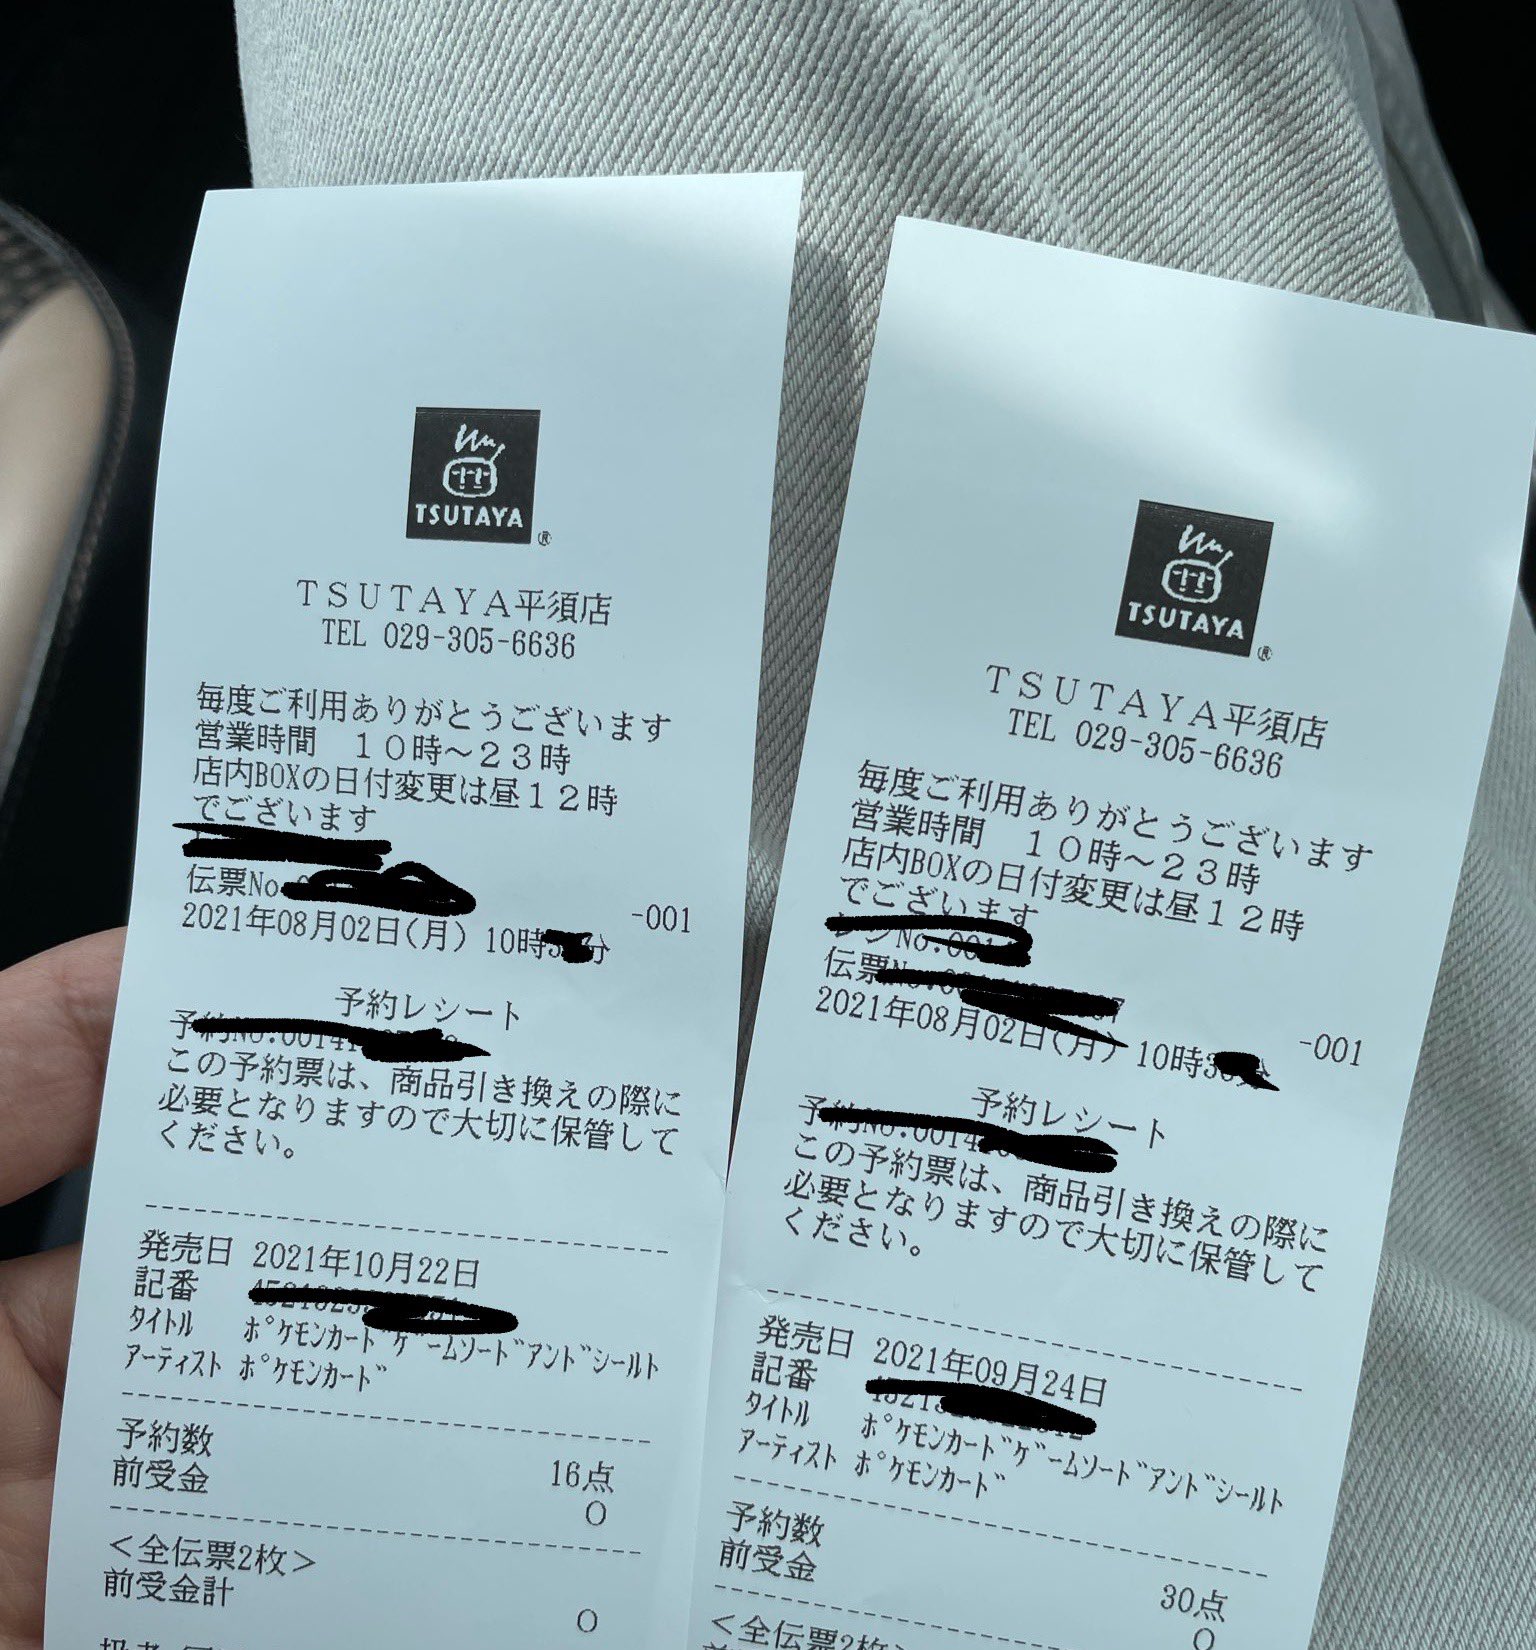 TSUTAYA
®
TSUTAYA平須店
TEL 029-305-6636
毎度ご利用ありがとうございます
営業時間 10時〜23時
店内BOXの日付変更は昼12時
でございます
伝票No.
-001
2021年08月02日(月) 10時 分
予約レシート
この予約票は、商品引き換えの際に
必要となりますので大切に保管して
ください。
発売日 2021年10月22日
記番
タイトル ポケモンカードゲームソードアンドシールト
アーティスト ポケモンカード
予約数
16点
前受金
0
<全伝票2枚>
前受金計
0
TSUTAYA
®
TSUTAYA平須店
TEL 029-305-6636
毎度ご利用ありがとうございます
営業時間 10時〜23時
店内BOXの日付変更は昼12時
でございます
伝票
-001
2021年08月02日(月) 10時
予約レシート
この予約票は、商品引き換えの際に
必要となりますので大切に保管して
ください。
発売日 2021年09月24日
記番
タイトル ポケモンカードゲームソードアンドシールト
アーティスト ポケモンカード
予約数
30点
前受金
0
<全伝票2枚>